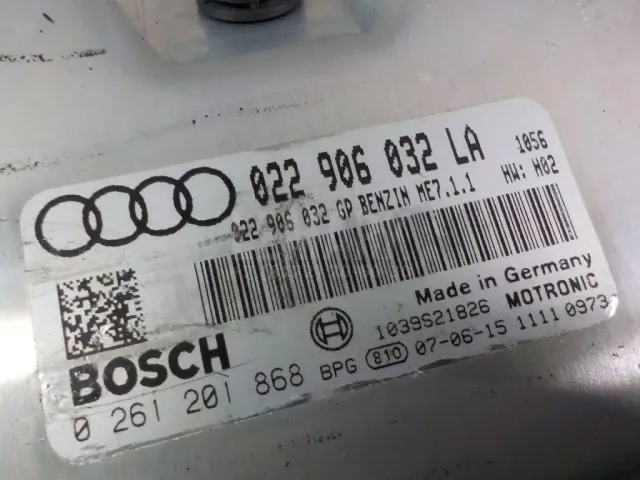 022 906 032 LA 1056
022 906 032 GP BENZIN ME7.1.1 HW: H02
Made in Germany
1039S21826 MOTRONIC
BOSCH
0 261 201 868 BPG 810 07-06-15 1111 0973